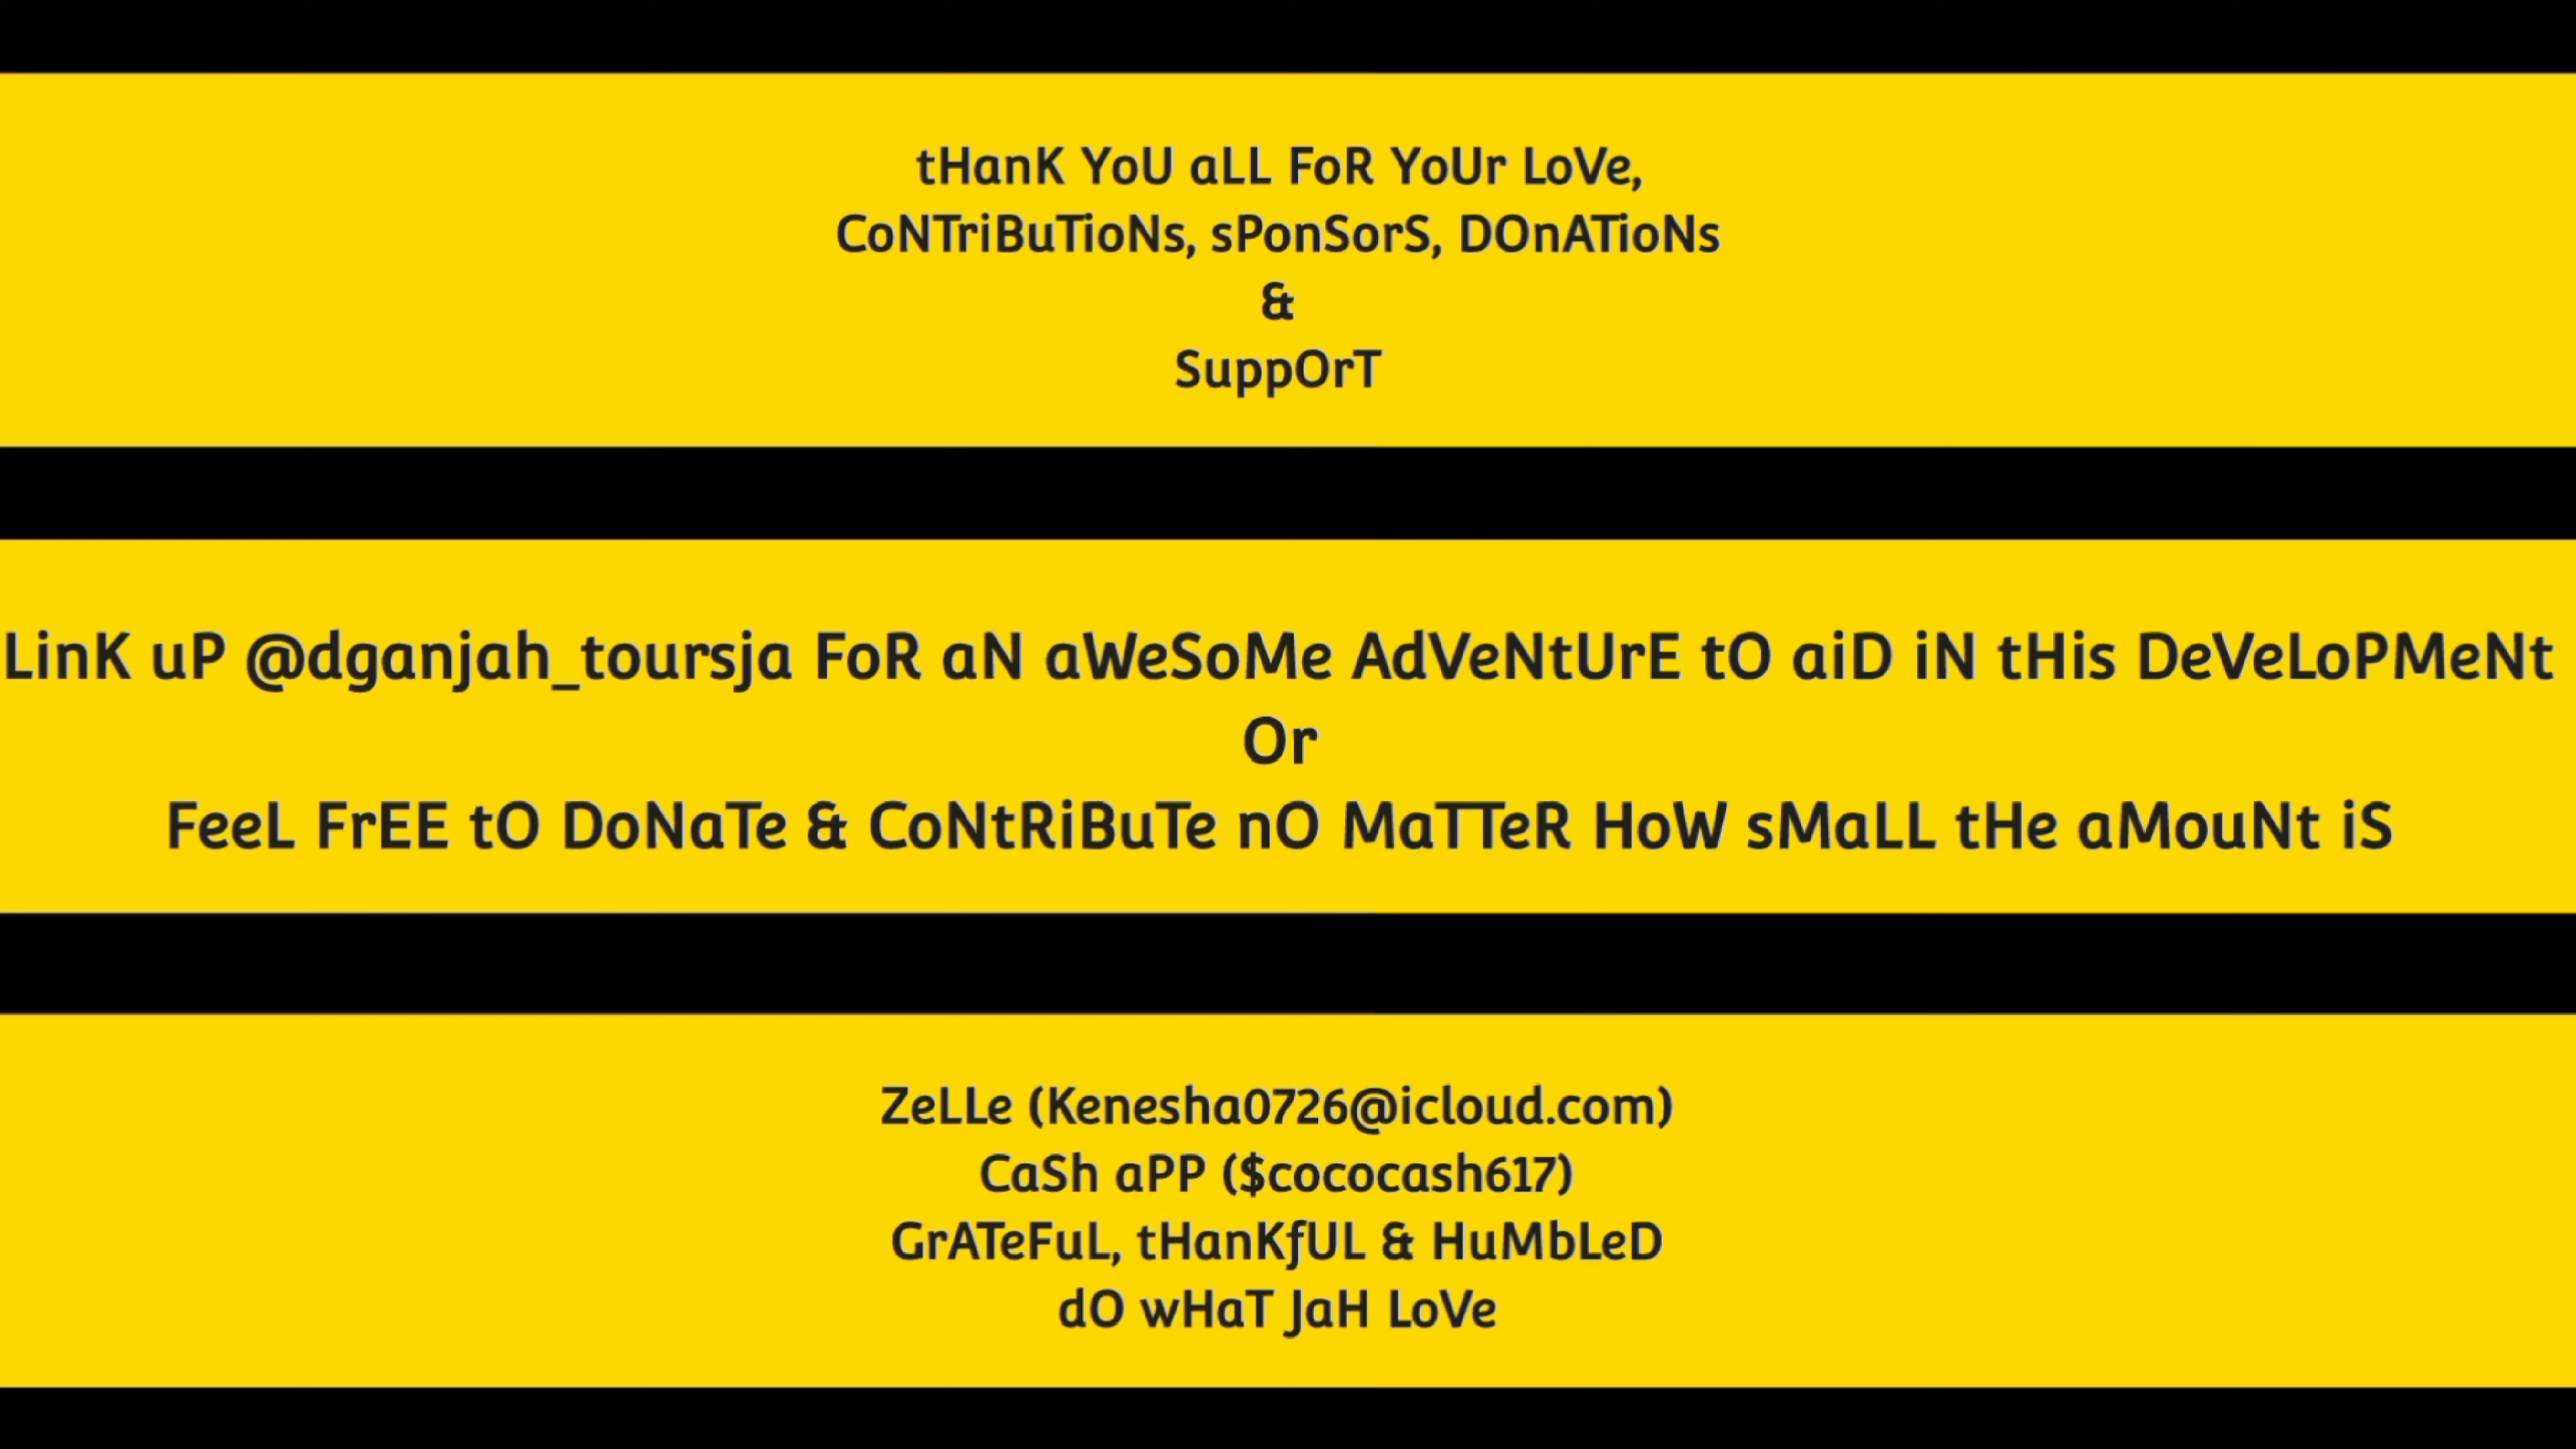 tHanK YoU aLL FoR YoUr LoVe,
CoNTriBuTioNs, sPonSorS, DOnATioNs
&
SuppOrT
LinK uP @dganjah_toursja FoR aN aWeSoMe AdVeNtUrE tO aiD iN tHis DeVeLoPMeNt
Or
FeeL FrEE tO DoNaTe & CoNtRiBuTe nO MaTTeR HoW sMaLL tHe aMouNt iS
ZeLLe (Kenesha0726@icloud.com)
CaSh aPP ($cococash617)
GrATeFuL, tHanKfUL & HuMbLeD
dO wHaT JaH LoVe